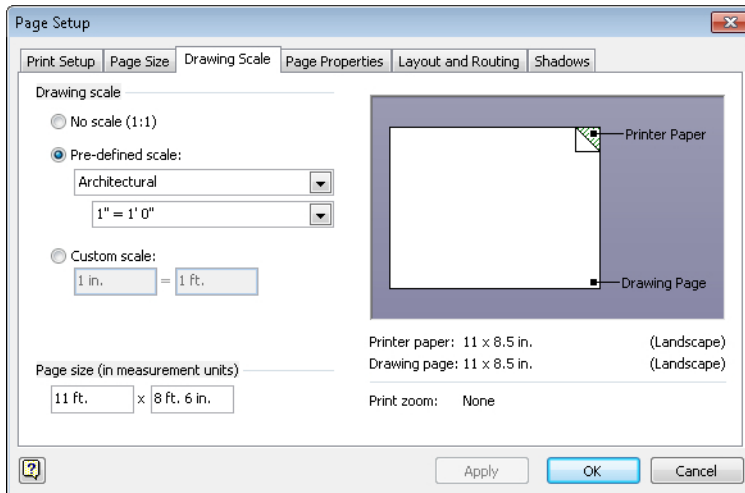 Page Setup
Print Setup
Page Size
Drawing Scale
Page Properties
Layout and Routing
Shadows
Drawing scale
No scale (1:1)
Pre-defined scale:
Architectural
1" = 1' 0"
Custom scale:
1 in. = 1 ft.
Page size (in measurement units)
11 ft. x 8 ft. 6 in.
Printer Paper
Drawing Page
Printer paper: 11 x 8.5 in. (Landscape)
Drawing page: 11 x 8.5 in. (Landscape)
Print zoom: None
?
Apply
OK
Cancel